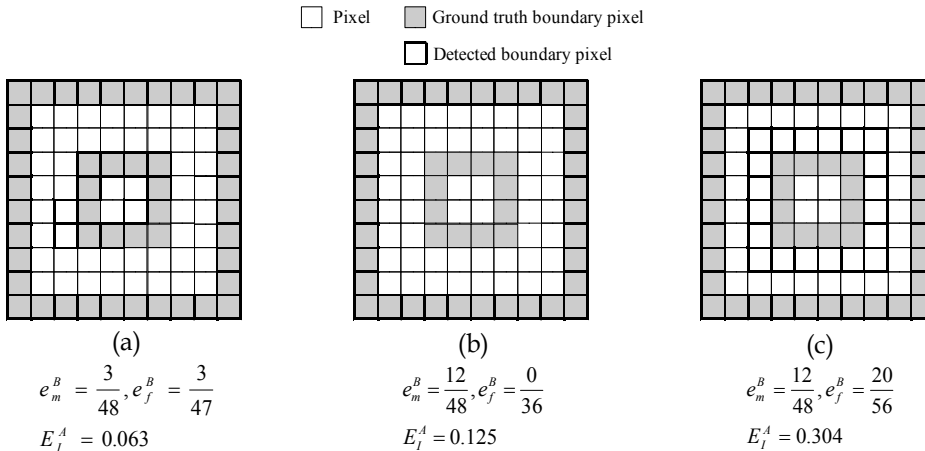 Pixel
Ground truth boundary pixel
Detected boundary pixel
(a)
(b)
(c)
e_m^B = 3/48, e_f^B = 3/47
E_I^A = 0.063
e_m^B = 12/48, e_f^B = 0/36
E_I^A = 0.125
e_m^B = 12/48, e_f^B = 20/56
E_I^A = 0.304